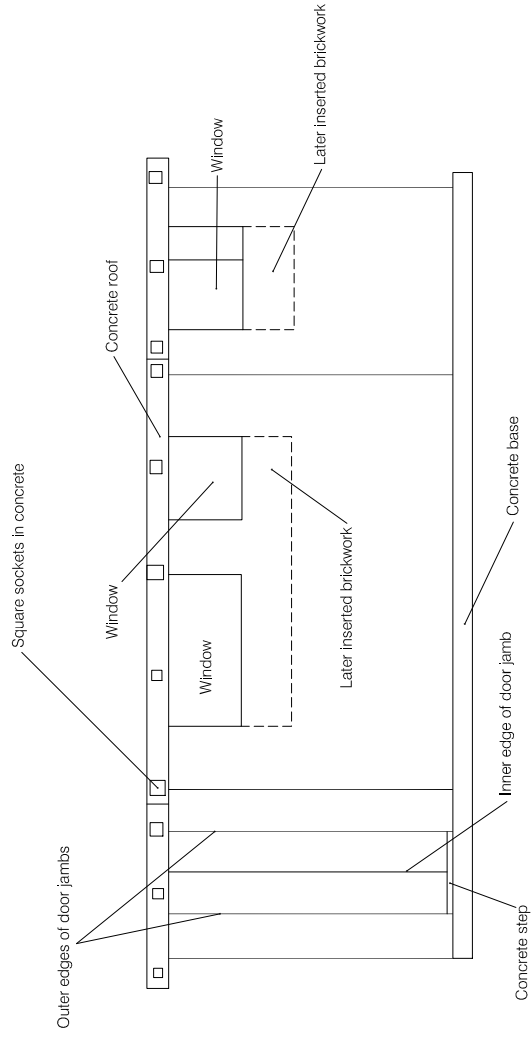 Outer edges of door jambs
Square sockets in concrete
Window
Concrete roof
Window
Later inserted brickwork
Window
Later inserted brickwork
Concrete step
Inner edge of door jamb
Concrete base